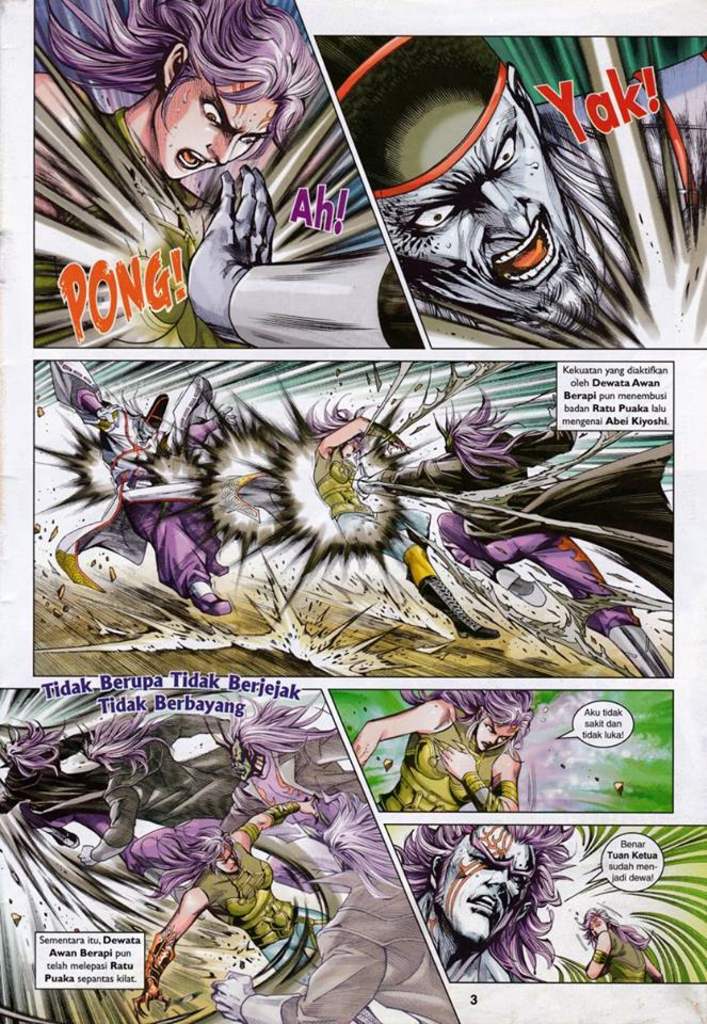 PONG!
Ah!
Yak!
Kekuatan yang diaktifkan
oleh Dewata Awan
Berapi pun menembusi
badan Ratu Puaka lalu
mengenai Abei Kiyoshi.
Tidak Berupa Tidak Berjejak
Tidak Berbayang
Sementara itu, Dewata
Awan Berapi pun
telah melepasi Ratu
Puaka sepantas kilat.
Aku tidak
sakit dan
tidak luka!
Benar
Tuan Ketua
sudah men-
jadi dewa!
3